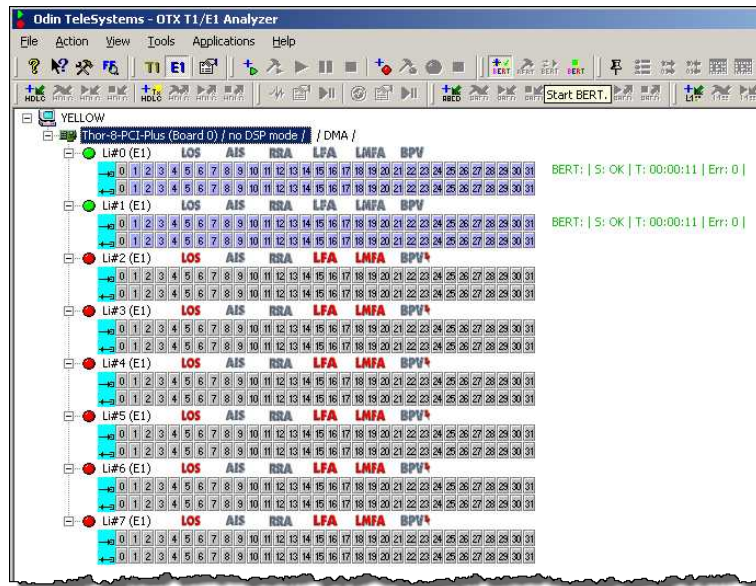 Odin TeleSystems - OTX T1/E1 Analyzer
File Action View Tools Applications Help
T1 E1 BERT BERT BERT BERT
HDLC HDLC HDLC HDLC HDLC HDLC HDLC ABCD Start BERT.
YELLOW
Thor-8-PCI-Plus (Board 0) / no DSP mode / / DMA /
Li#0 (E1) LOS AIS RRA LFA LMFA BPV
0 1 2 3 4 5 6 7 8 9 10 11 12 13 14 15 16 17 18 19 20 21 22 23 24 25 26 27 28 29 30 31 BERT: | S: OK | T: 00:00:11 | Err: 0 |
0 1 2 3 4 5 6 7 8 9 10 11 12 13 14 15 16 17 18 19 20 21 22 23 24 25 26 27 28 29 30 31
Li#1 (E1) LOS AIS RRA LFA LMFA BPV
0 1 2 3 4 5 6 7 8 9 10 11 12 13 14 15 16 17 18 19 20 21 22 23 24 25 26 27 28 29 30 31 BERT: | S: OK | T: 00:00:11 | Err: 0 |
0 1 2 3 4 5 6 7 8 9 10 11 12 13 14 15 16 17 18 19 20 21 22 23 24 25 26 27 28 29 30 31
Li#2 (E1) LOS AIS RRA LFA LMFA BPV
0 1 2 3 4 5 6 7 8 9 10 11 12 13 14 15 16 17 18 19 20 21 22 23 24 25 26 27 28 29 30 31
0 1 2 3 4 5 6 7 8 9 10 11 12 13 14 15 16 17 18 19 20 21 22 23 24 25 26 27 28 29 30 31
Li#3 (E1) LOS AIS RRA LFA LMFA BPV
0 1 2 3 4 5 6 7 8 9 10 11 12 13 14 15 16 17 18 19 20 21 22 23 24 25 26 27 28 29 30 31
0 1 2 3 4 5 6 7 8 9 10 11 12 13 14 15 16 17 18 19 20 21 22 23 24 25 26 27 28 29 30 31
Li#4 (E1) LOS AIS RRA LFA LMFA BPV
0 1 2 3 4 5 6 7 8 9 10 11 12 13 14 15 16 17 18 19 20 21 22 23 24 25 26 27 28 29 30 31
0 1 2 3 4 5 6 7 8 9 10 11 12 13 14 15 16 17 18 19 20 21 22 23 24 25 26 27 28 29 30 31
Li#5 (E1) LOS AIS RRA LFA LMFA BPV
0 1 2 3 4 5 6 7 8 9 10 11 12 13 14 15 16 17 18 19 20 21 22 23 24 25 26 27 28 29 30 31
0 1 2 3 4 5 6 7 8 9 10 11 12 13 14 15 16 17 18 19 20 21 22 23 24 25 26 27 28 29 30 31
Li#6 (E1) LOS AIS RRA LFA LMFA BPV
0 1 2 3 4 5 6 7 8 9 10 11 12 13 14 15 16 17 18 19 20 21 22 23 24 25 26 27 28 29 30 31
0 1 2 3 4 5 6 7 8 9 10 11 12 13 14 15 16 17 18 19 20 21 22 23 24 25 26 27 28 29 30 31
Li#7 (E1) LOS AIS RRA LFA LMFA BPV
0 1 2 3 4 5 6 7 8 9 10 11 12 13 14 15 16 17 18 19 20 21 22 23 24 25 26 27 28 29 30 31
0 1 2 3 4 5 6 7 8 9 10 11 12 13 14 15 16 17 18 19 20 21 22 23 24 25 26 27 28 29 30 31